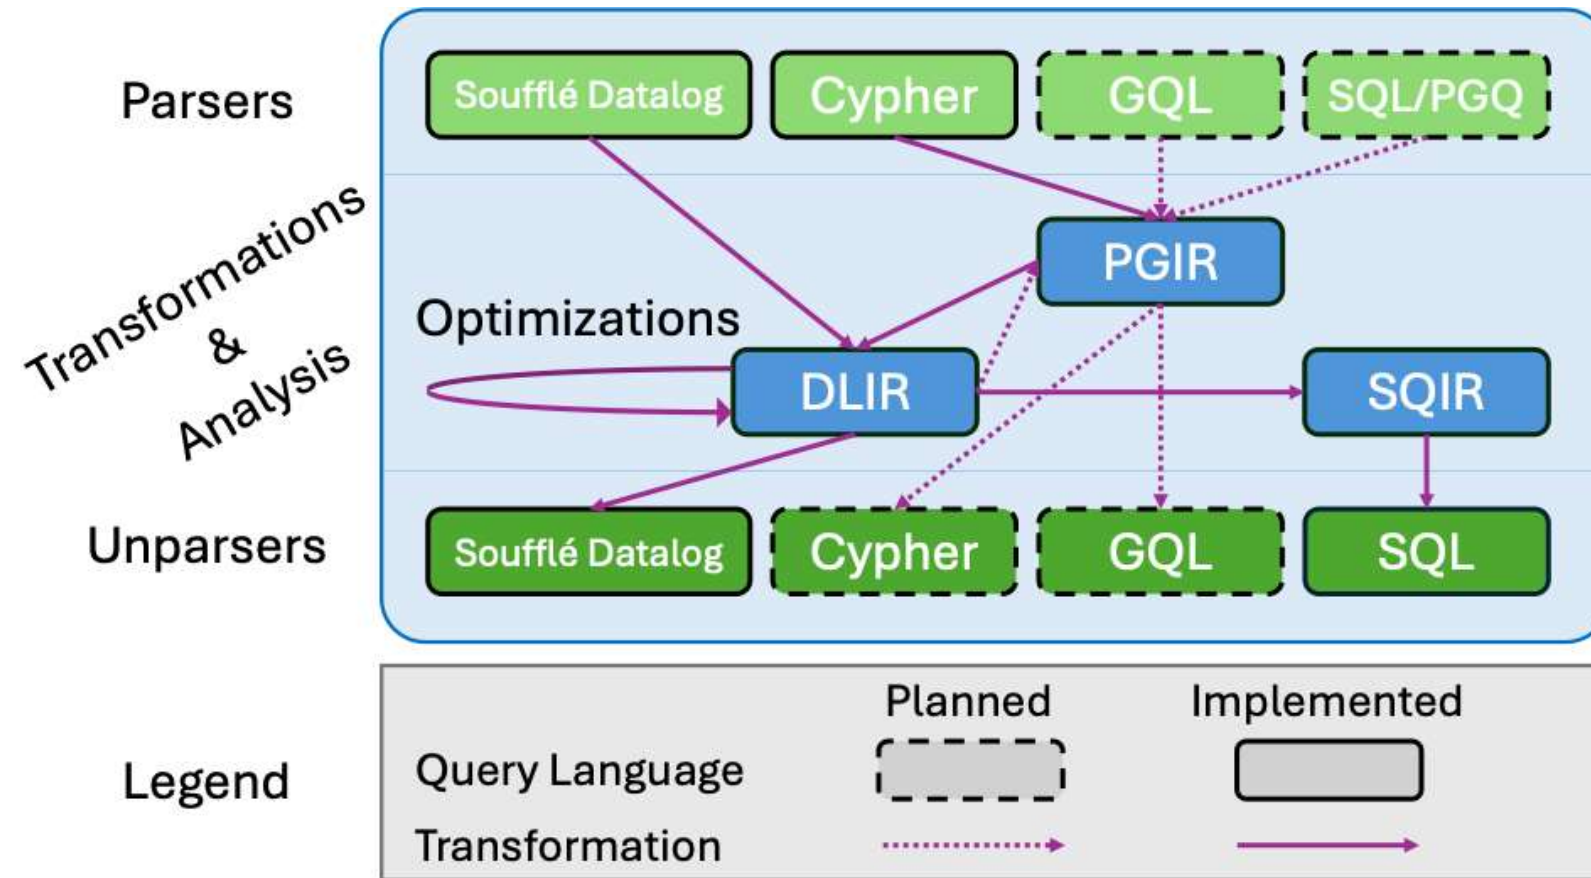 Parsers
Soufflé Datalog
Cypher
GQL
SQL/PGQ
Transformations
&
Analysis
PGIR
Optimizations
DLIR
SQIR
Unparsers
Soufflé Datalog
Cypher
GQL
SQL
Legend
Planned
Implemented
Query Language
Transformation